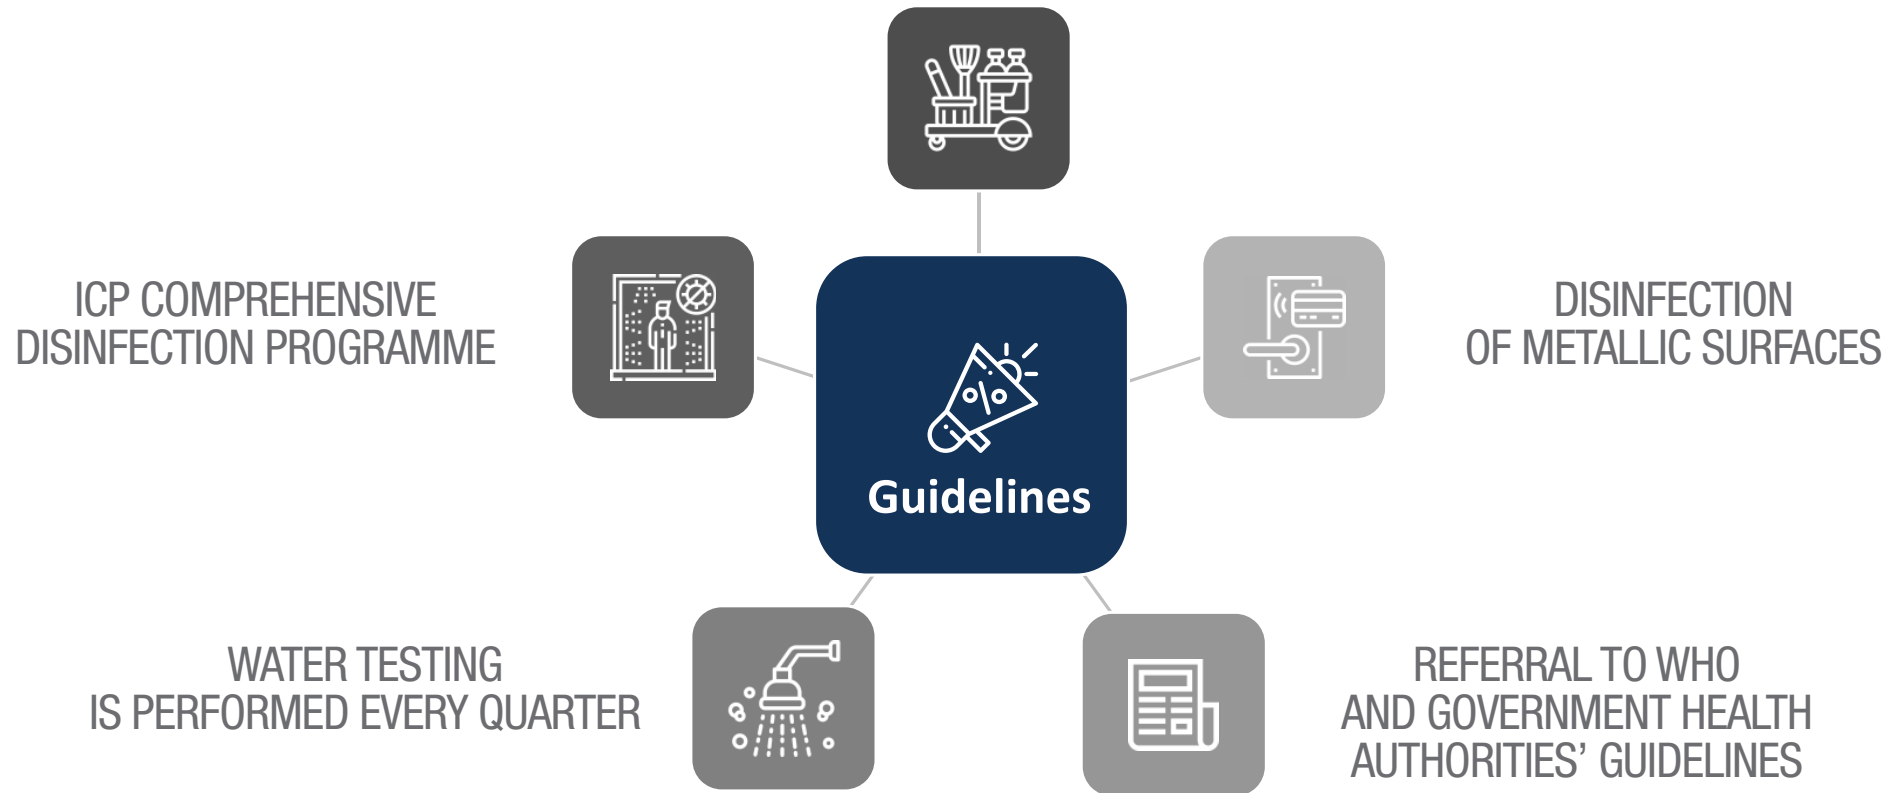 ICP COMPREHENSIVE
DISINFECTION PROGRAMME
DISINFECTION
OF METALLIC SURFACES
%
Guidelines
WATER TESTING
IS PERFORMED EVERY QUARTER
REFERRAL TO WHO
AND GOVERNMENT HEALTH
AUTHORITIES’ GUIDELINES